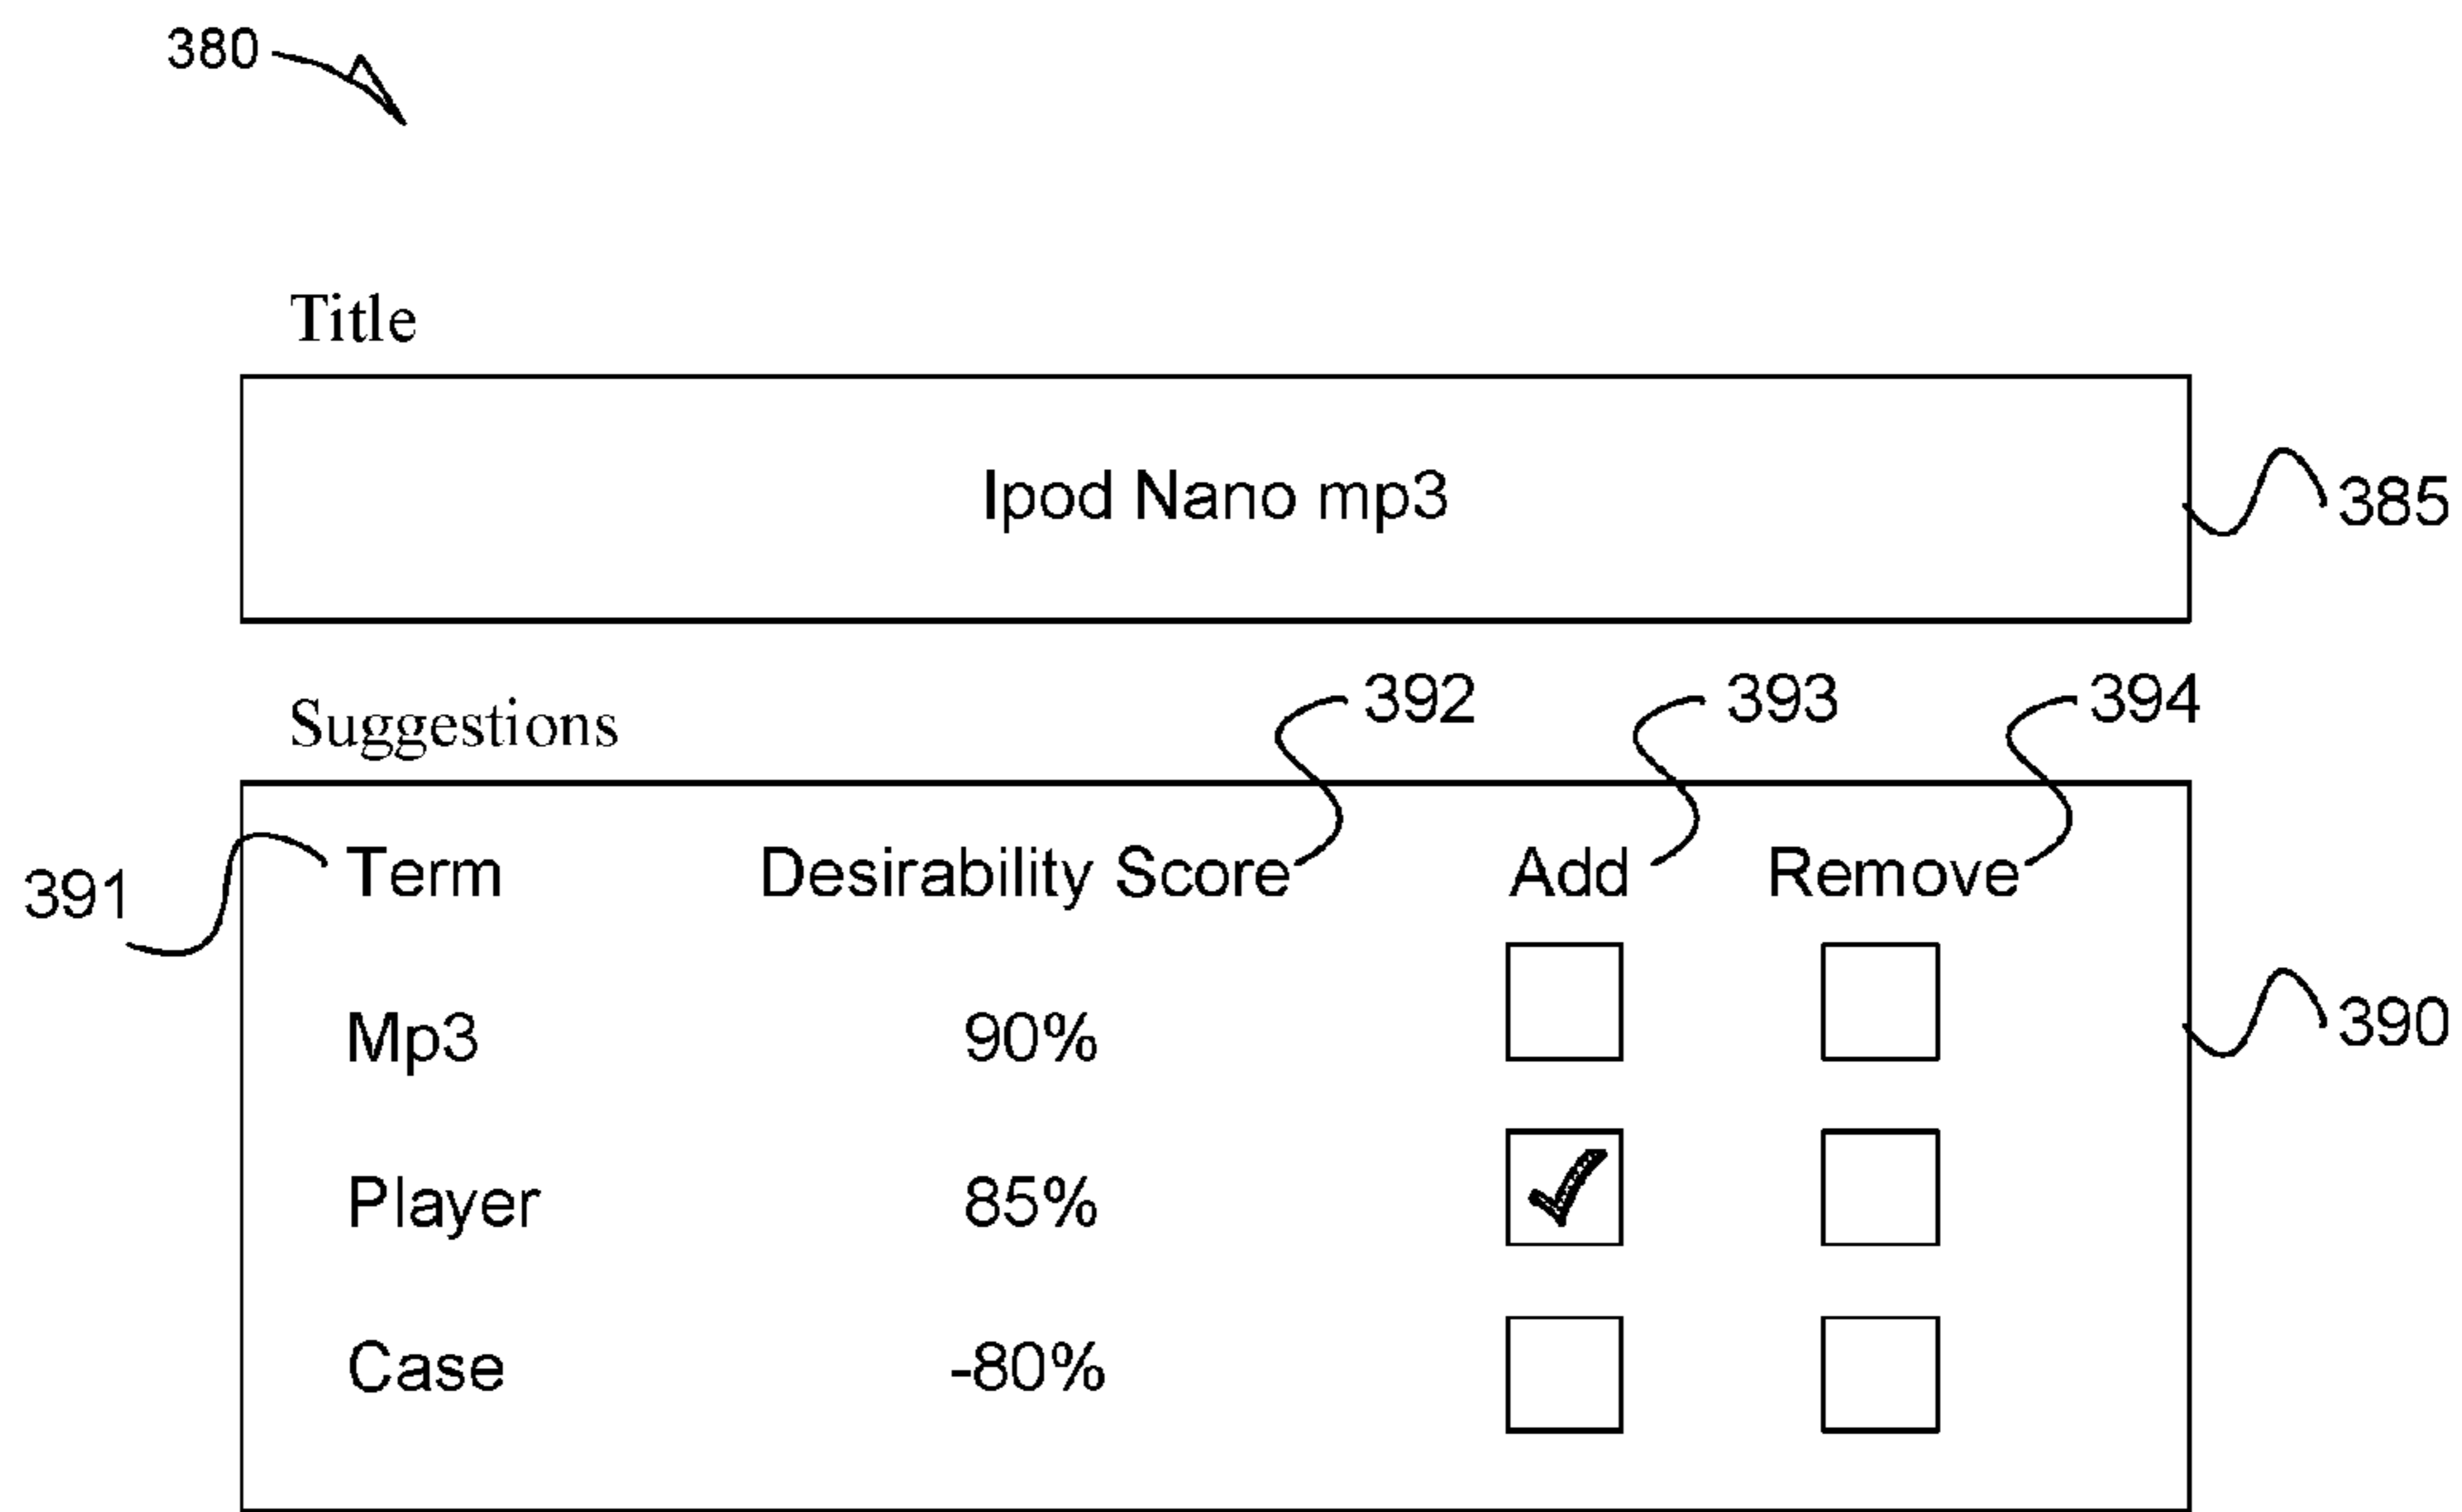 380
Title
Ipod Nano mp3
385
Suggestions
392 393 394
Term Desirability Score Add Remove
391
Mp3 90%
390
Player 85%
Case -80%